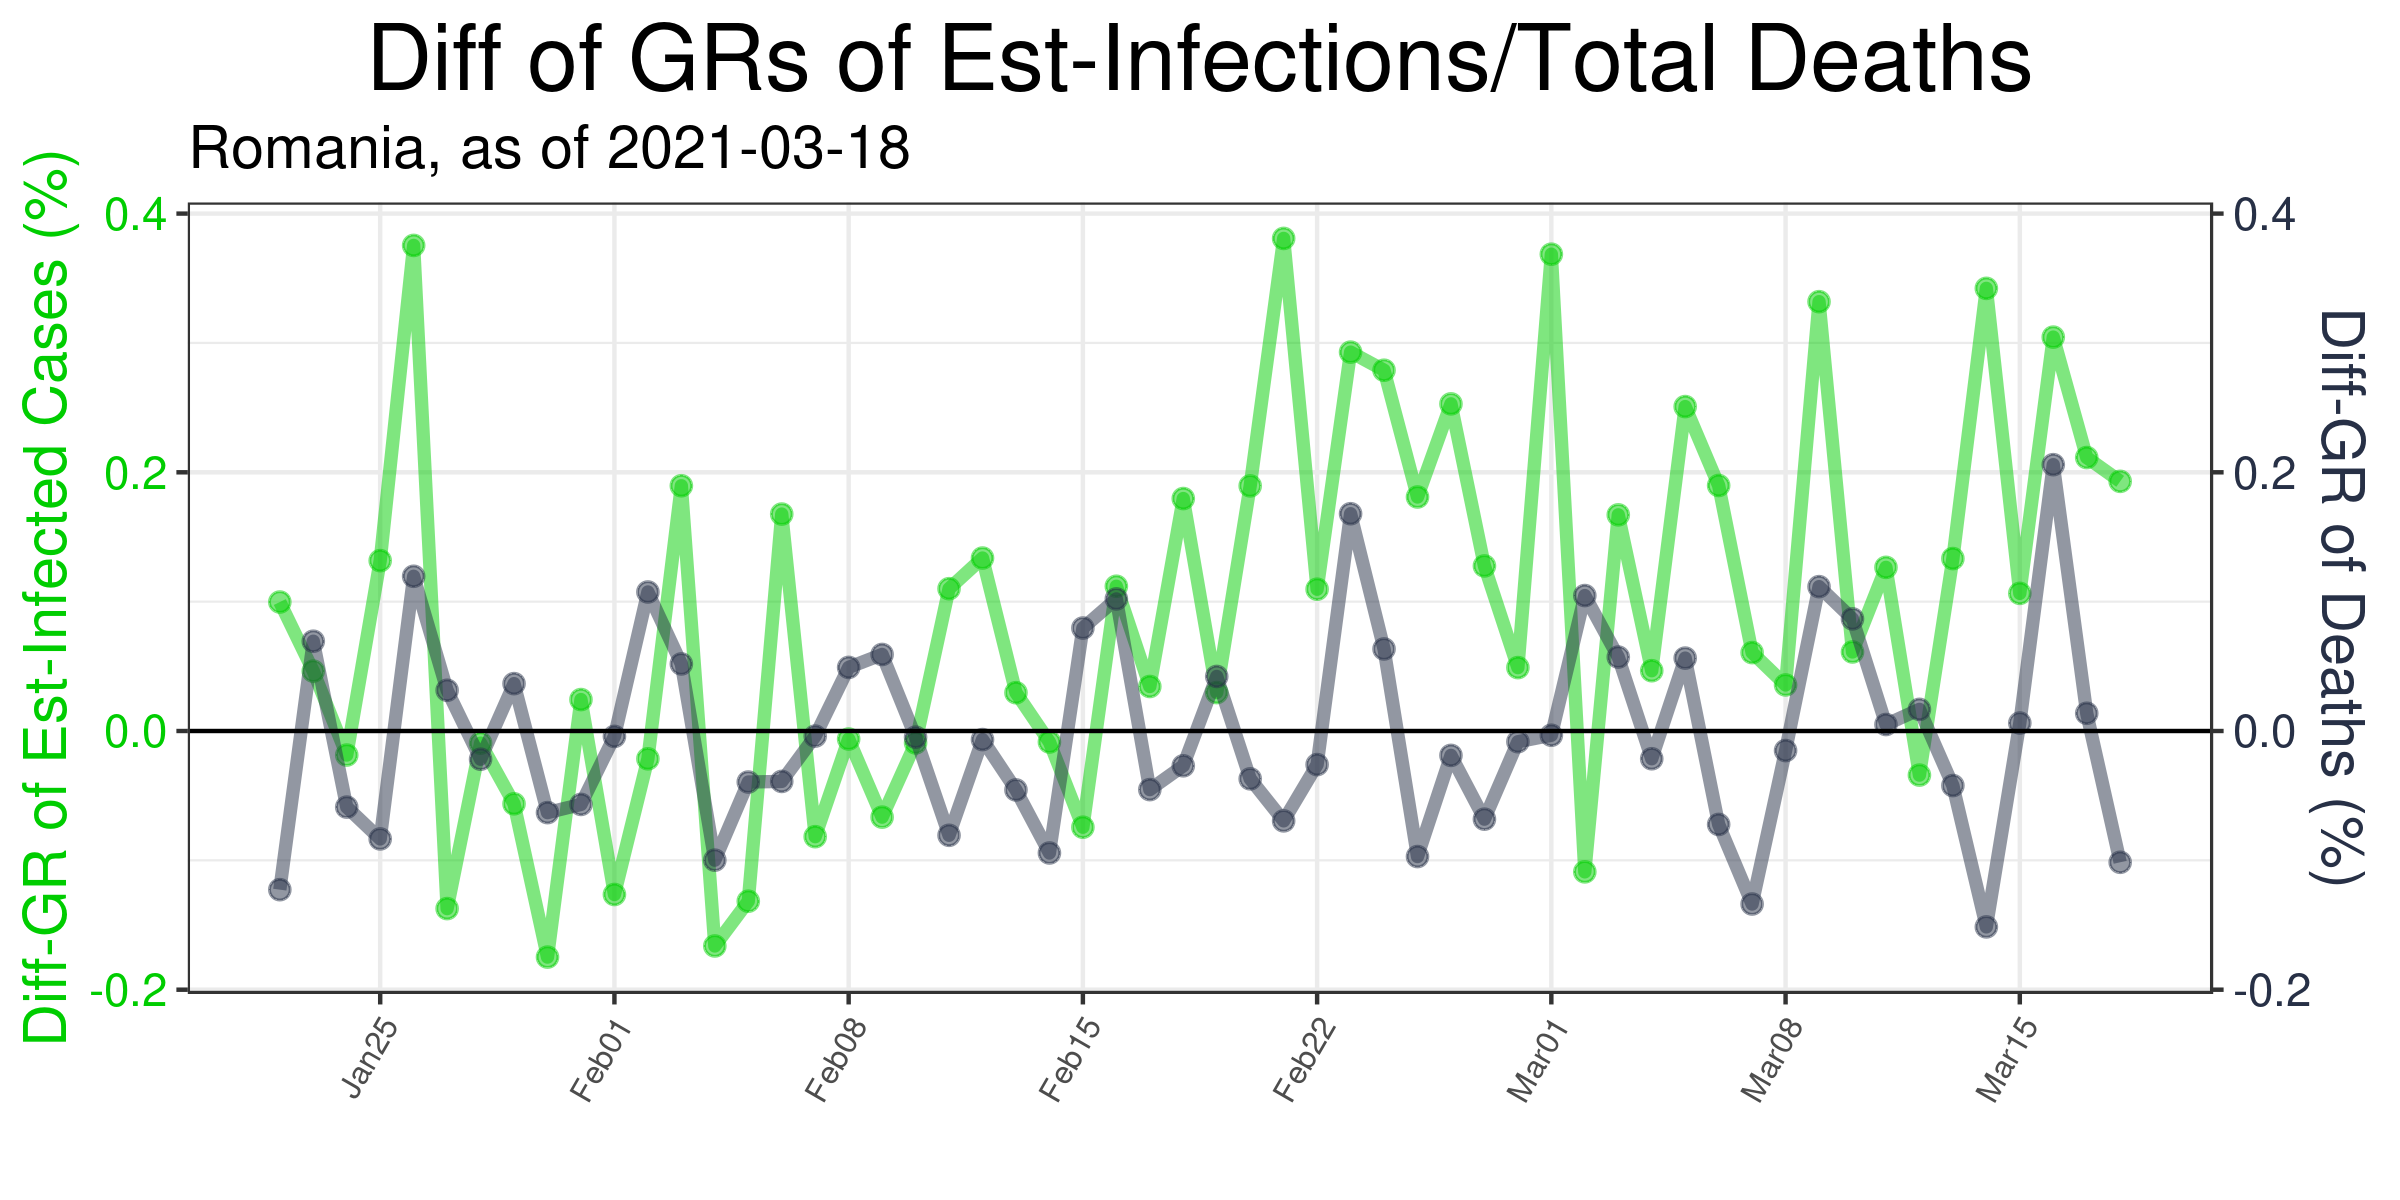 Diff of GRs of Est-Infections/Total Deaths
Romania, as of 2021-03-18
Diff-GR of Est-Infected Cases (%)
0.4
0.2
0.0
-0.2
0.4
0.2
0.0
-0.2
Diff-GR of Deaths (%)
Jan25
Feb01
Feb08
Feb15
Feb22
Mar01
Mar08
Mar15